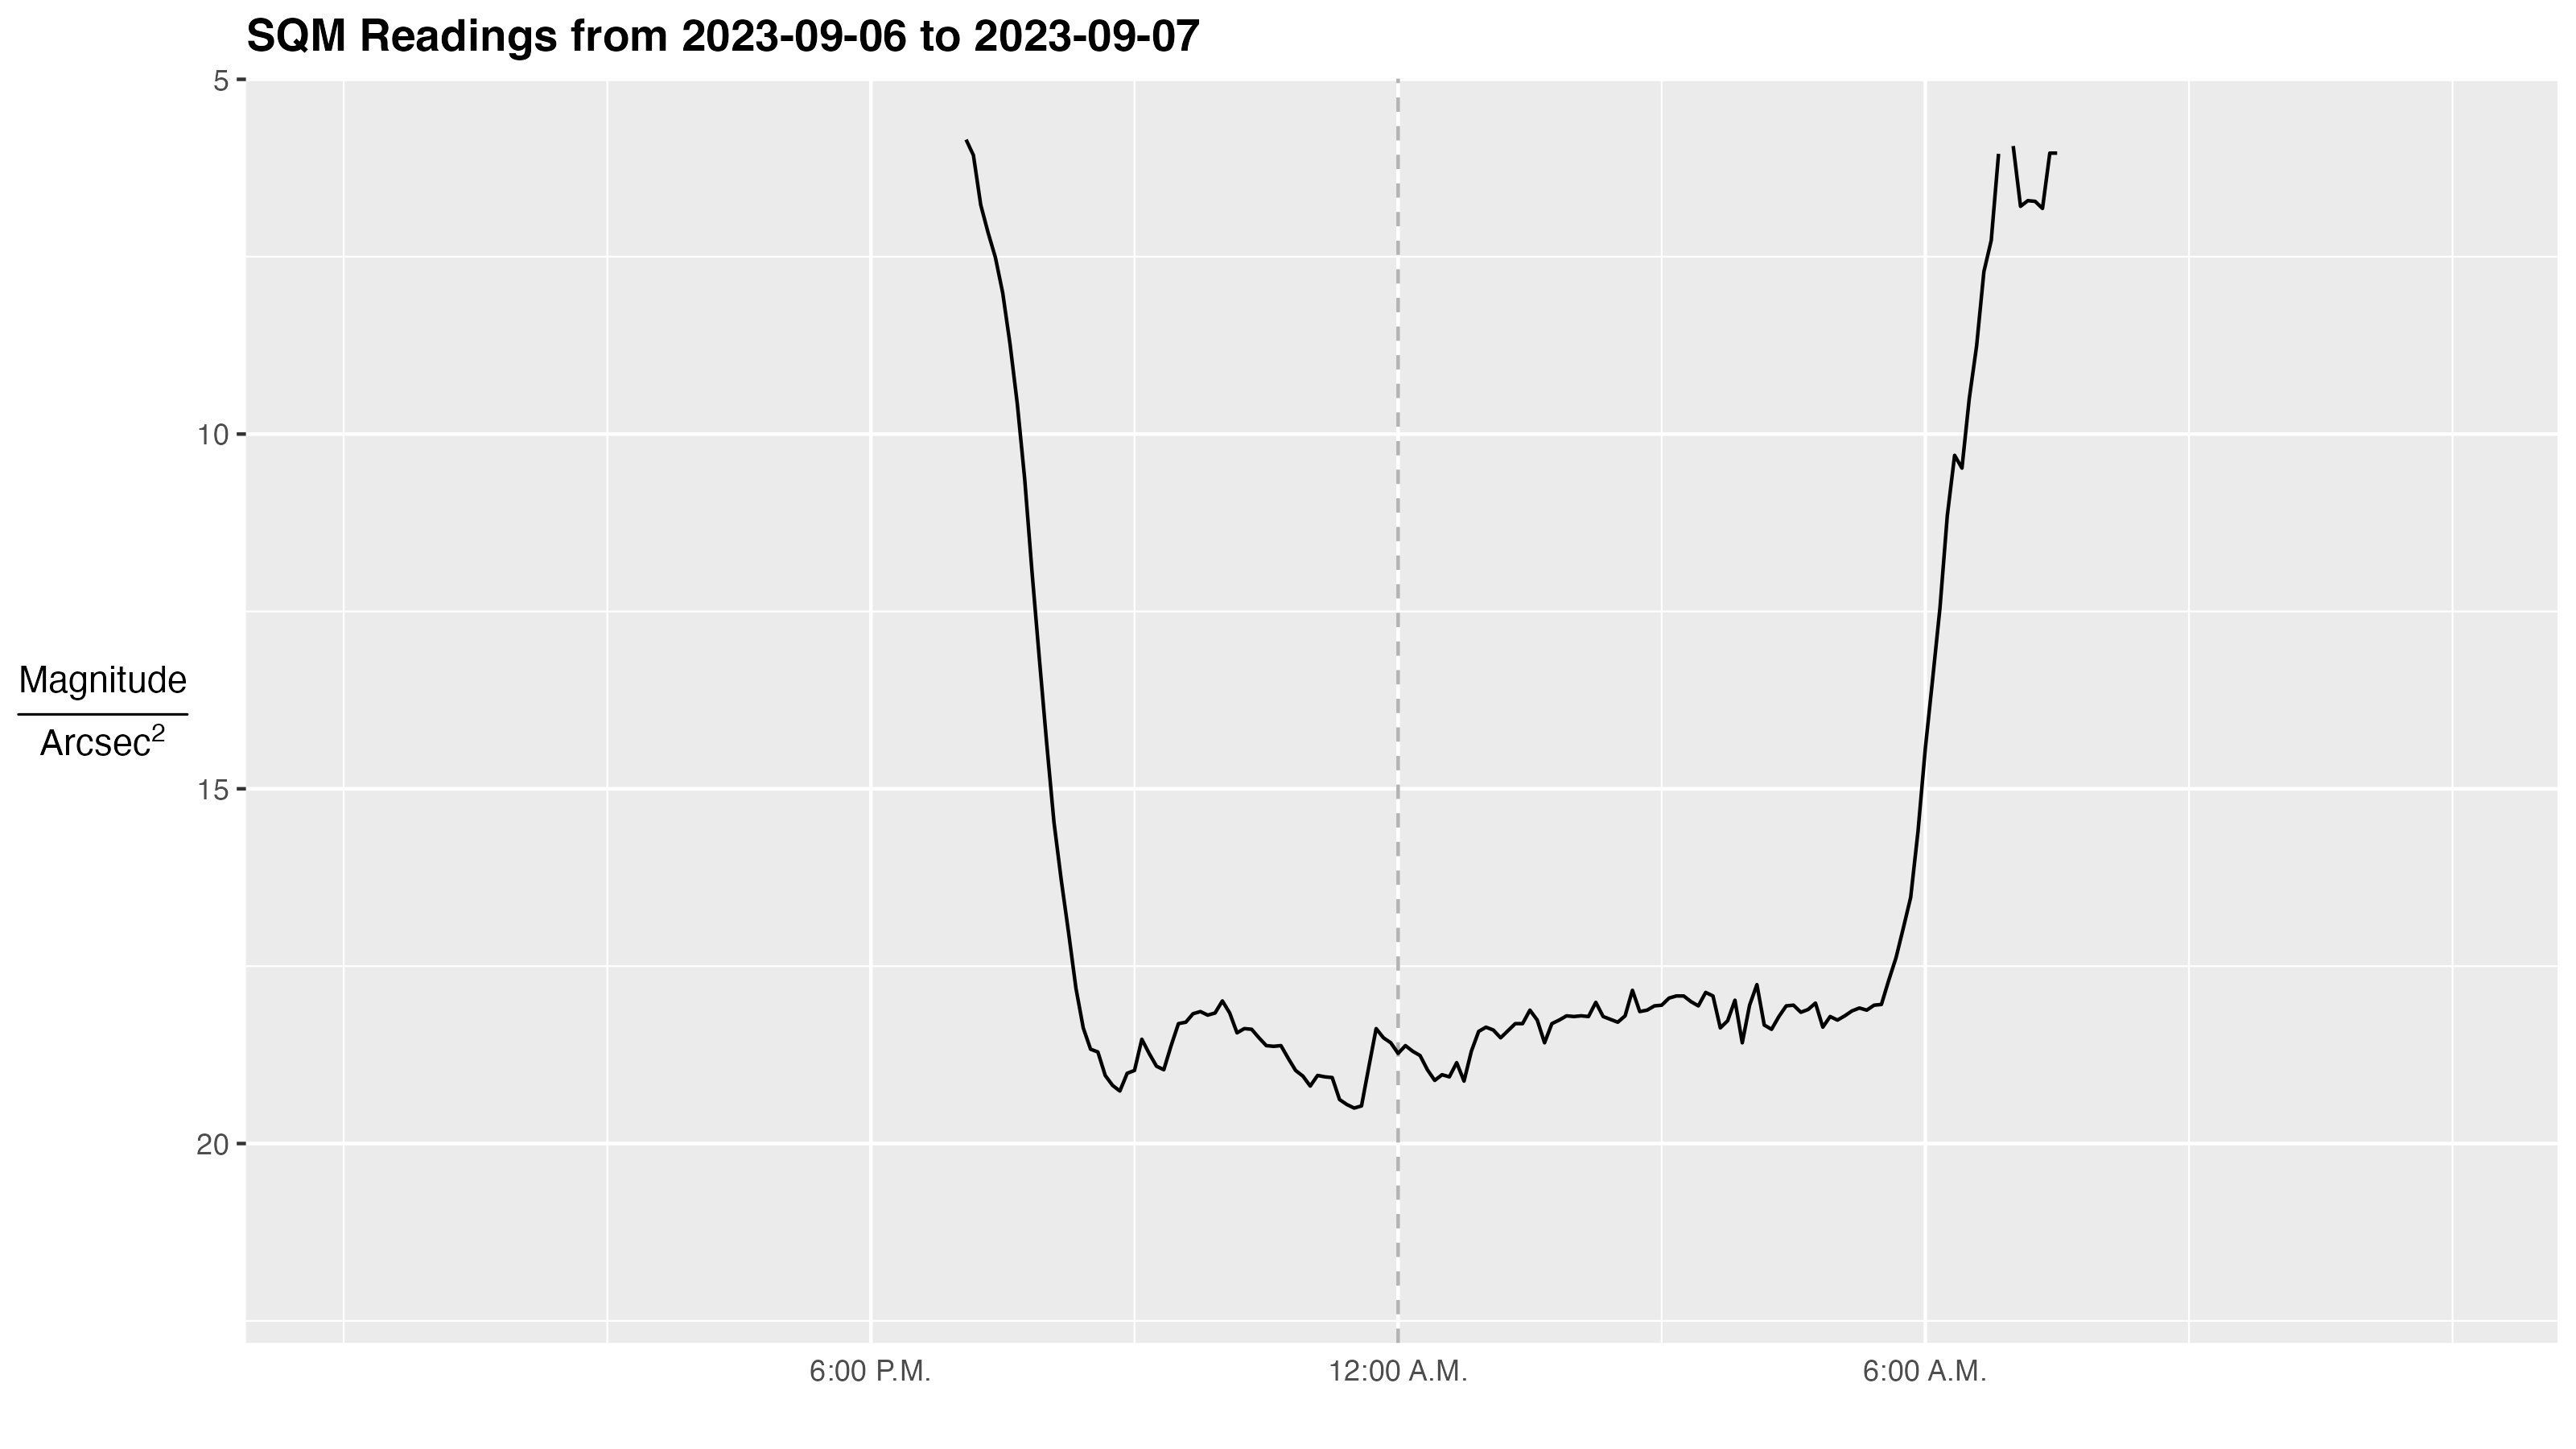 SQM Readings from 2023-09-06 to 2023-09-07
5
10
15
20
Magnitude
Arcsec²
6:00 P.M.
12:00 A.M.
6:00 A.M.